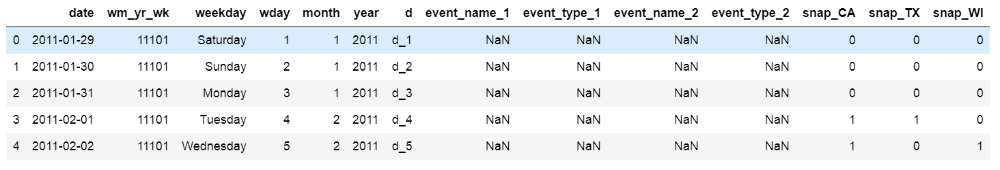 date wm_yr_wk weekday wday month year d event_name_1 event_type_1 event_name_2 event_type_2 snap_CA snap_TX snap_WI
0 2011-01-29 11101 Saturday 1 1 2011 d_1 NaN NaN NaN NaN 0 0 0
1 2011-01-30 11101 Sunday 2 1 2011 d_2 NaN NaN NaN NaN 0 0 0
2 2011-01-31 11101 Monday 3 1 2011 d_3 NaN NaN NaN NaN 0 0 0
3 2011-02-01 11101 Tuesday 4 2 2011 d_4 NaN NaN NaN NaN 1 1 0
4 2011-02-02 11101 Wednesday 5 2 2011 d_5 NaN NaN NaN NaN 1 0 1